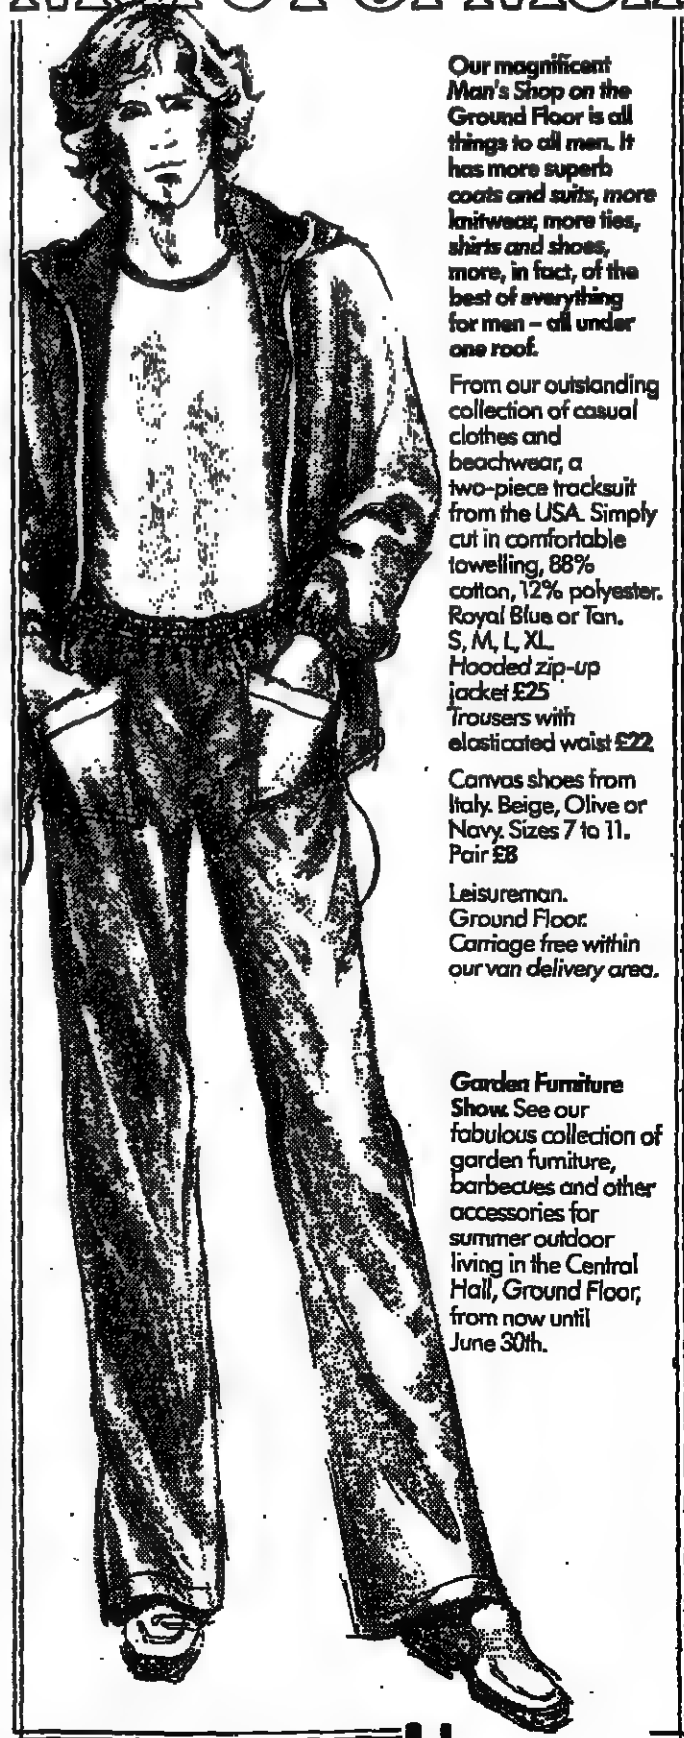 Our magnificent
Man's Shop on the
Ground Floor is all
things to all men. It
has more superb
coats and suits, more
knitwear, more ties,
shirts and shoes,
more, in fact, of the
best of everything
for men – all under
one roof.
From our outstanding
collection of casual
clothes and
beachwear, a
two-piece tracksuit
from the USA. Simply
cut in comfortable
towelling, 88%
cotton, 12% polyester.
Royal Blue or Tan.
S, M, L, XL
Hooded zip-up
jacket £25
Trousers with
elasticated waist £22
Canvas shoes from
Italy. Beige, Olive or
Navy. Sizes 7 to 11.
Pair £8
Leisureman.
Ground Floor.
Carriage free within
our van delivery area.
Garden Furniture
Show. See our
fabulous collection of
garden furniture,
barbecues and other
accessories for
summer outdoor
living in the Central
Hall, Ground Floor,
from now until
June 30th.